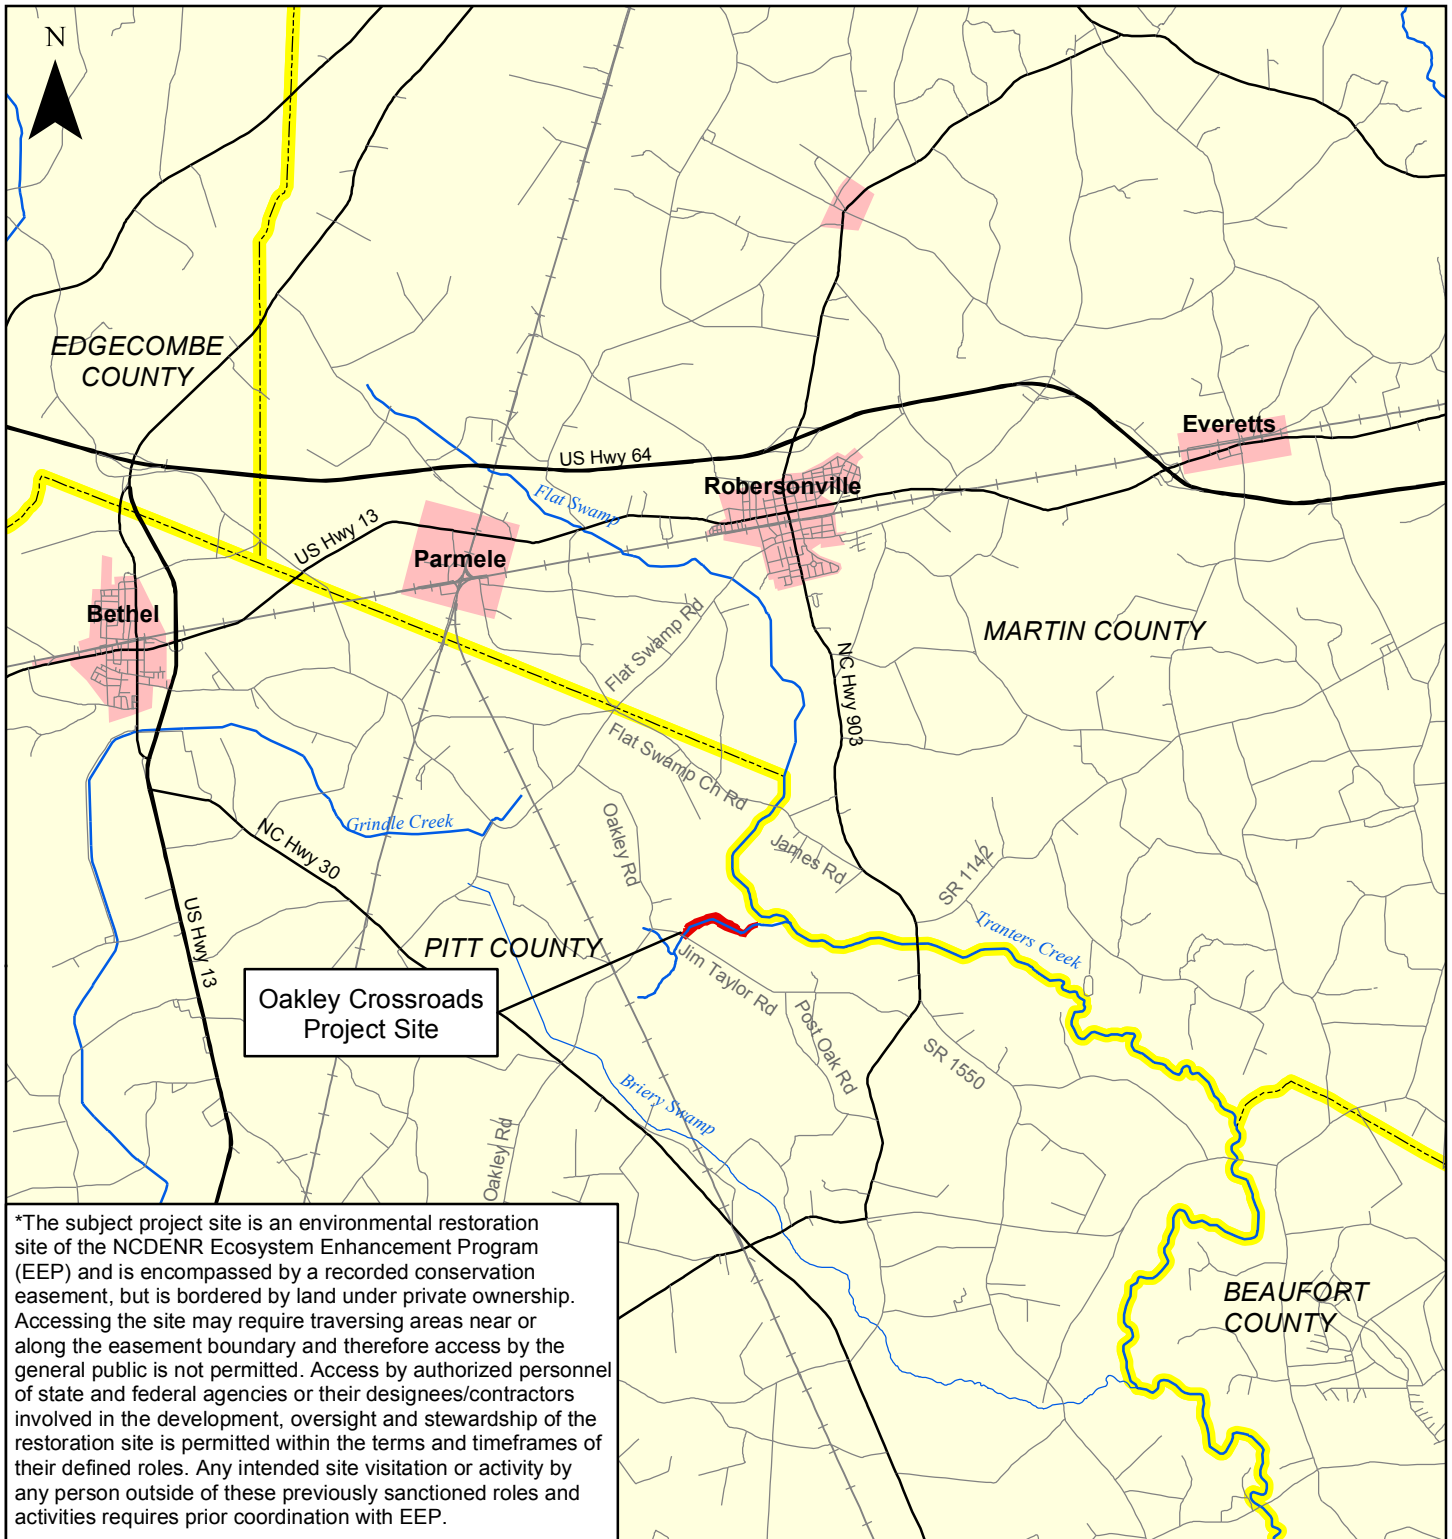 N
EDGECOMBE
COUNTY
Everetts
US Hwy 64
Robersonville
Flat Swamp
US Hwy 13
Parmele
Bethel
Flat Swamp Rd
MARTIN COUNTY
NC Hwy 903
Flat Swamp Ch Rd
Grindle Creek
Oakley Rd
NC Hwy 30
James Rd
SR 1142
US Hwy 13
Tranters Creek
PITT COUNTY
Jim Taylor Rd
Oakley Crossroads
Project Site
Post Oak Rd
SR 1550
Briery Swamp
Oakley Rd
BEAUFORT
COUNTY
*The subject project site is an environmental restoration
site of the NCDENR Ecosystem Enhancement Program
(EEP) and is encompassed by a recorded conservation
easement, but is bordered by land under private ownership.
Accessing the site may require traversing areas near or
along the easement boundary and therefore access by the
general public is not permitted. Access by authorized personnel
of state and federal agencies or their designees/contractors
involved in the development, oversight and stewardship of the
restoration site is permitted within the terms and timeframes of
their defined roles. Any intended site visitation or activity by
any person outside of these previously sanctioned roles and
activities requires prior coordination with EEP.